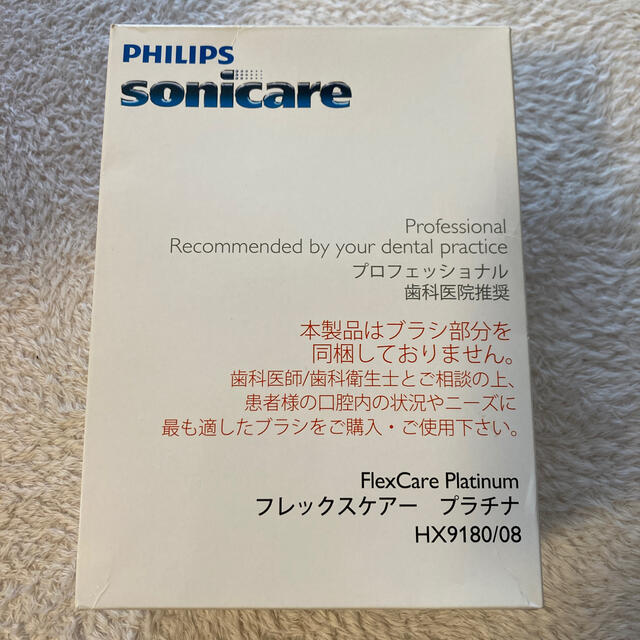 PHILIPS
sonicare
Professional
Recommended by your dental practice
プロフェッショナル
歯科医院推奨
本製品はブラシ部分を
同梱しておりません。
歯科医師/歯科衛生士とご相談の上、
患者様の口腔内の状況やニーズに
最も適したブラシをご購入・ご使用下さい。
FlexCare Platinum
フレックスケアー　プラチナ
HX9180/08